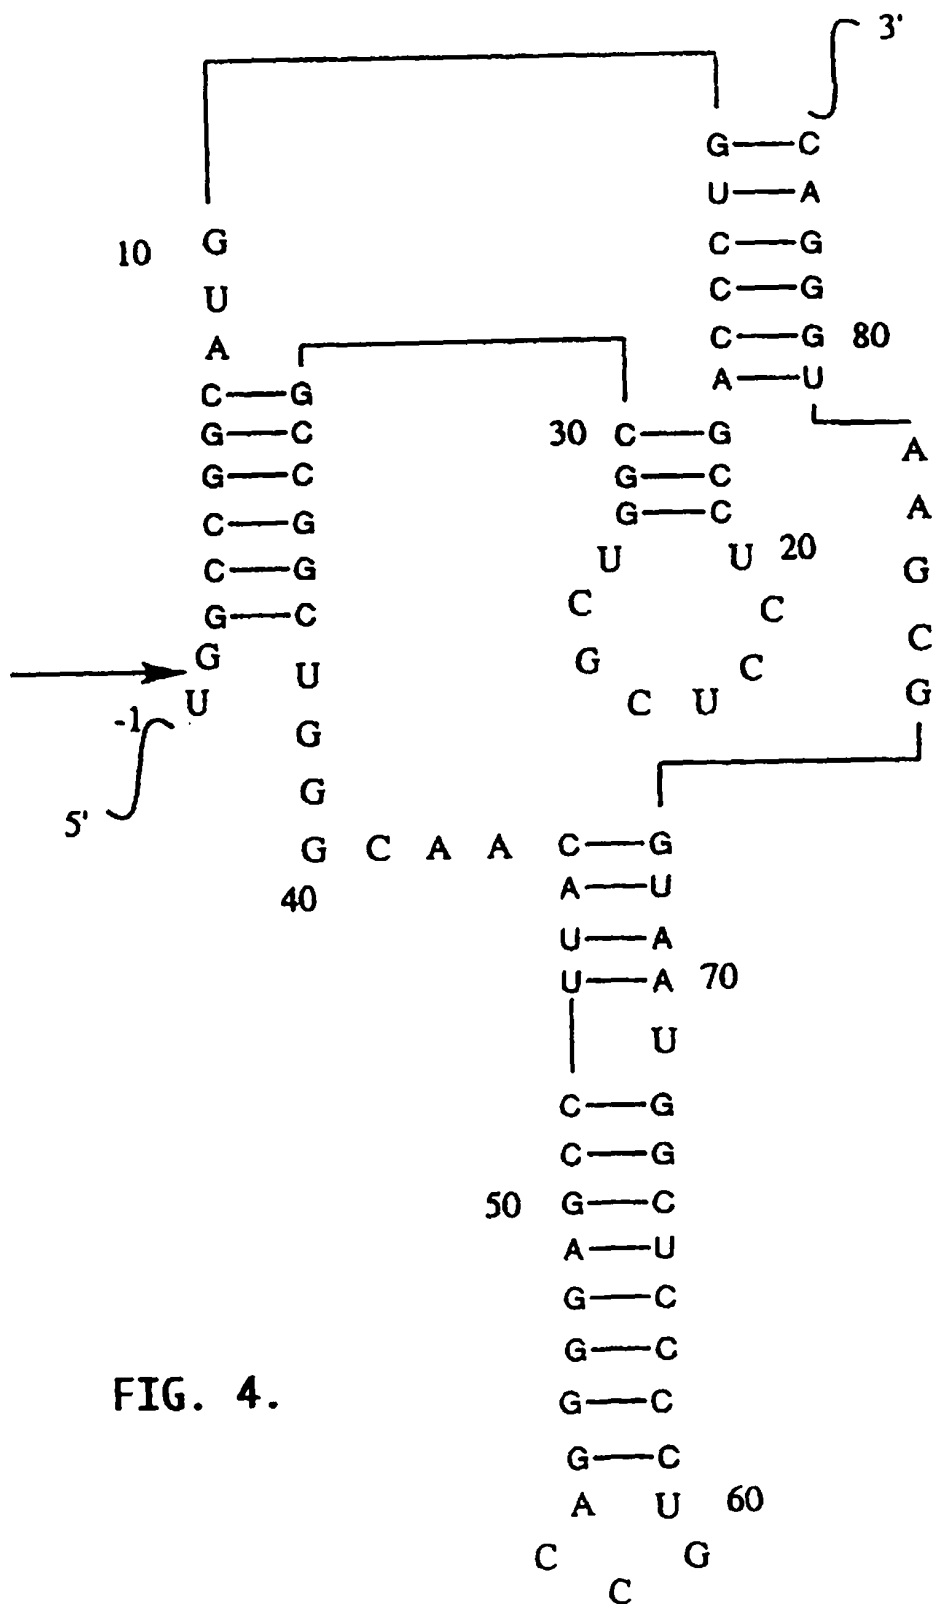 3'
G C
U A
10 G C G
U C G
A C G 80
C G A U
G C 30 C G A
G C G C A
C G G C
C G U U 20 G
G C C C C
G U G C G
U C U
-1 G
5' G
G C A A C G
40 A U
U A
U A 70
U
C G
C G
50 G C
A U
G C
G C
G C
G C
A U 60
C G
C
FIG. 4.